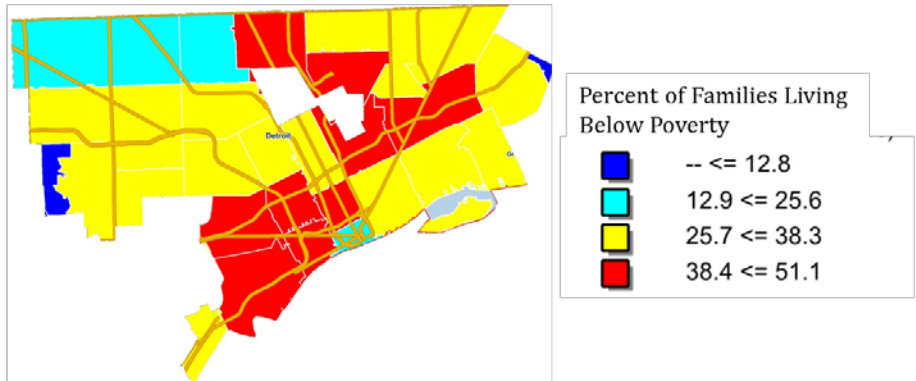 Detroit
G
Percent of Families Living
Below Poverty
-- <= 12.8
12.9 <= 25.6
25.7 <= 38.3
38.4 <= 51.1